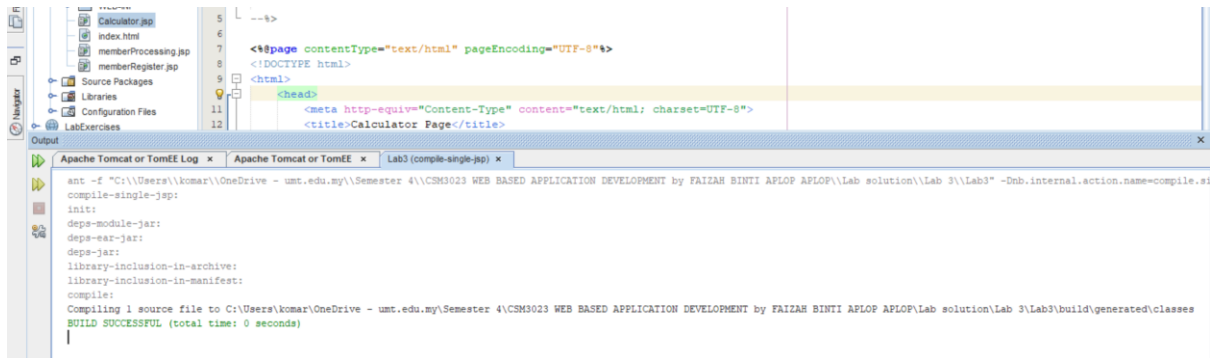 WEB-INF
Calculator.jsp
index.html
memberProcessing.jsp
memberRegister.jsp
Source Packages
Libraries
Configuration Files
LabExercises
Navigator
5 --%>
6
7 <%@page contentType="text/html" pageEncoding="UTF-8"%>
8 <!DOCTYPE html>
9 <html>
<head>
11 <meta http-equiv="Content-Type" content="text/html; charset=UTF-8">
12 <title>Calculator Page</title>
Output
Apache Tomcat or TomEE Log × Apache Tomcat or TomEE × Lab3 (compile-single-jsp) ×
ant -f "C:\\Users\\komar\\OneDrive - umt.edu.my\\Semester 4\\CSM3023 WEB BASED APPLICATION DEVELOPMENT by FAIZAH BINTI APLOP APLOP\\Lab solution\\Lab 3\\Lab3" -Dnb.internal.action.name=compile.si
compile-single-jsp:
init:
deps-module-jar:
deps-ear-jar:
deps-jar:
library-inclusion-in-archive:
library-inclusion-in-manifest:
compile:
Compiling 1 source file to C:\Users\komar\OneDrive - umt.edu.my\Semester 4\CSM3023 WEB BASED APPLICATION DEVELOPMENT by FAIZAH BINTI APLOP APLOP\Lab solution\Lab 3\Lab3\build\generated\classes
BUILD SUCCESSFUL (total time: 0 seconds)